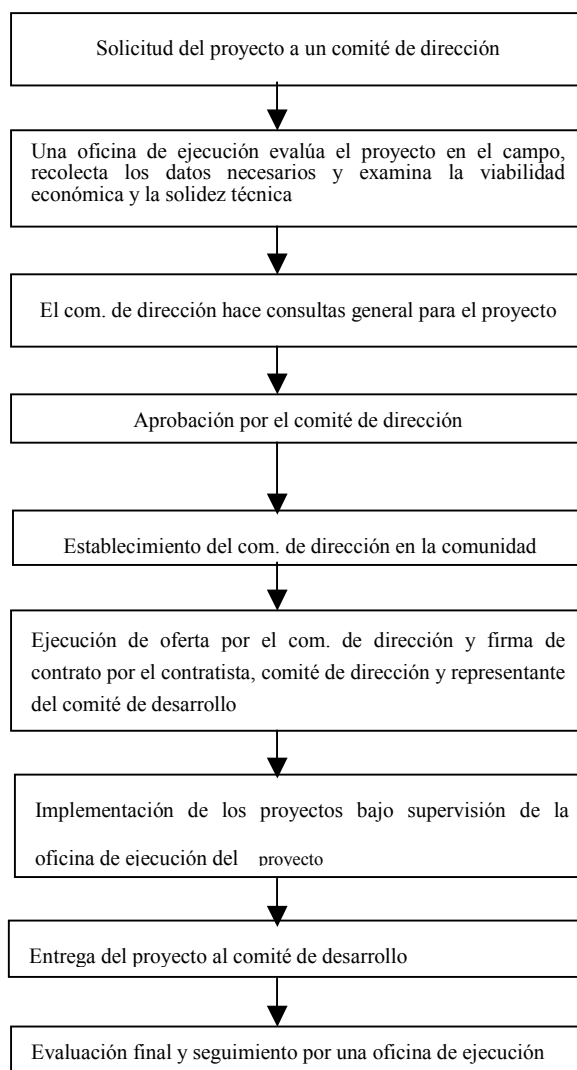 Solicitud del proyecto a un comité de dirección
Una oficina de ejecución evalúa el proyecto en el campo,
recolecta los datos necesarios y examina la viabilidad
económica y la solidez técnica
El com. de dirección hace consultas general para el proyecto
Aprobación por el comité de dirección
Establecimiento del com. de dirección en la comunidad
Ejecución de oferta por el com. de dirección y firma de
contrato por el contratista, comité de dirección y representante
del comité de desarrollo
Implementación de los proyectos bajo supervisión de la
oficina de ejecución del proyecto
Entrega del proyecto al comité de desarrollo
Evaluación final y seguimiento por una oficina de ejecución